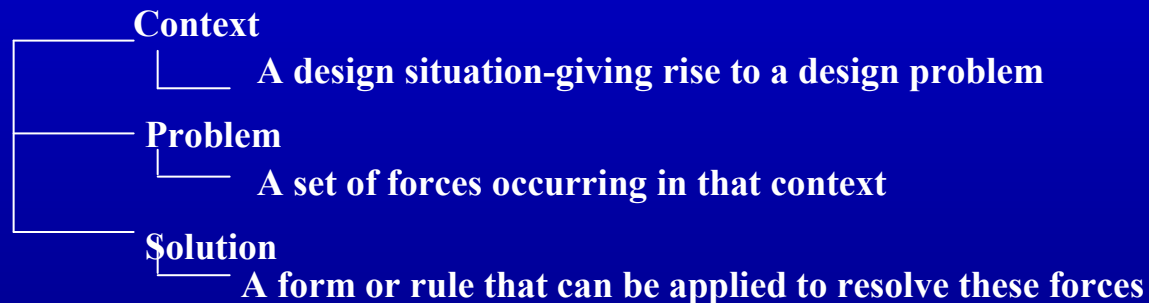 Context
A design situation-giving rise to a design problem
Problem
A set of forces occurring in that context
Solution
A form or rule that can be applied to resolve these forces